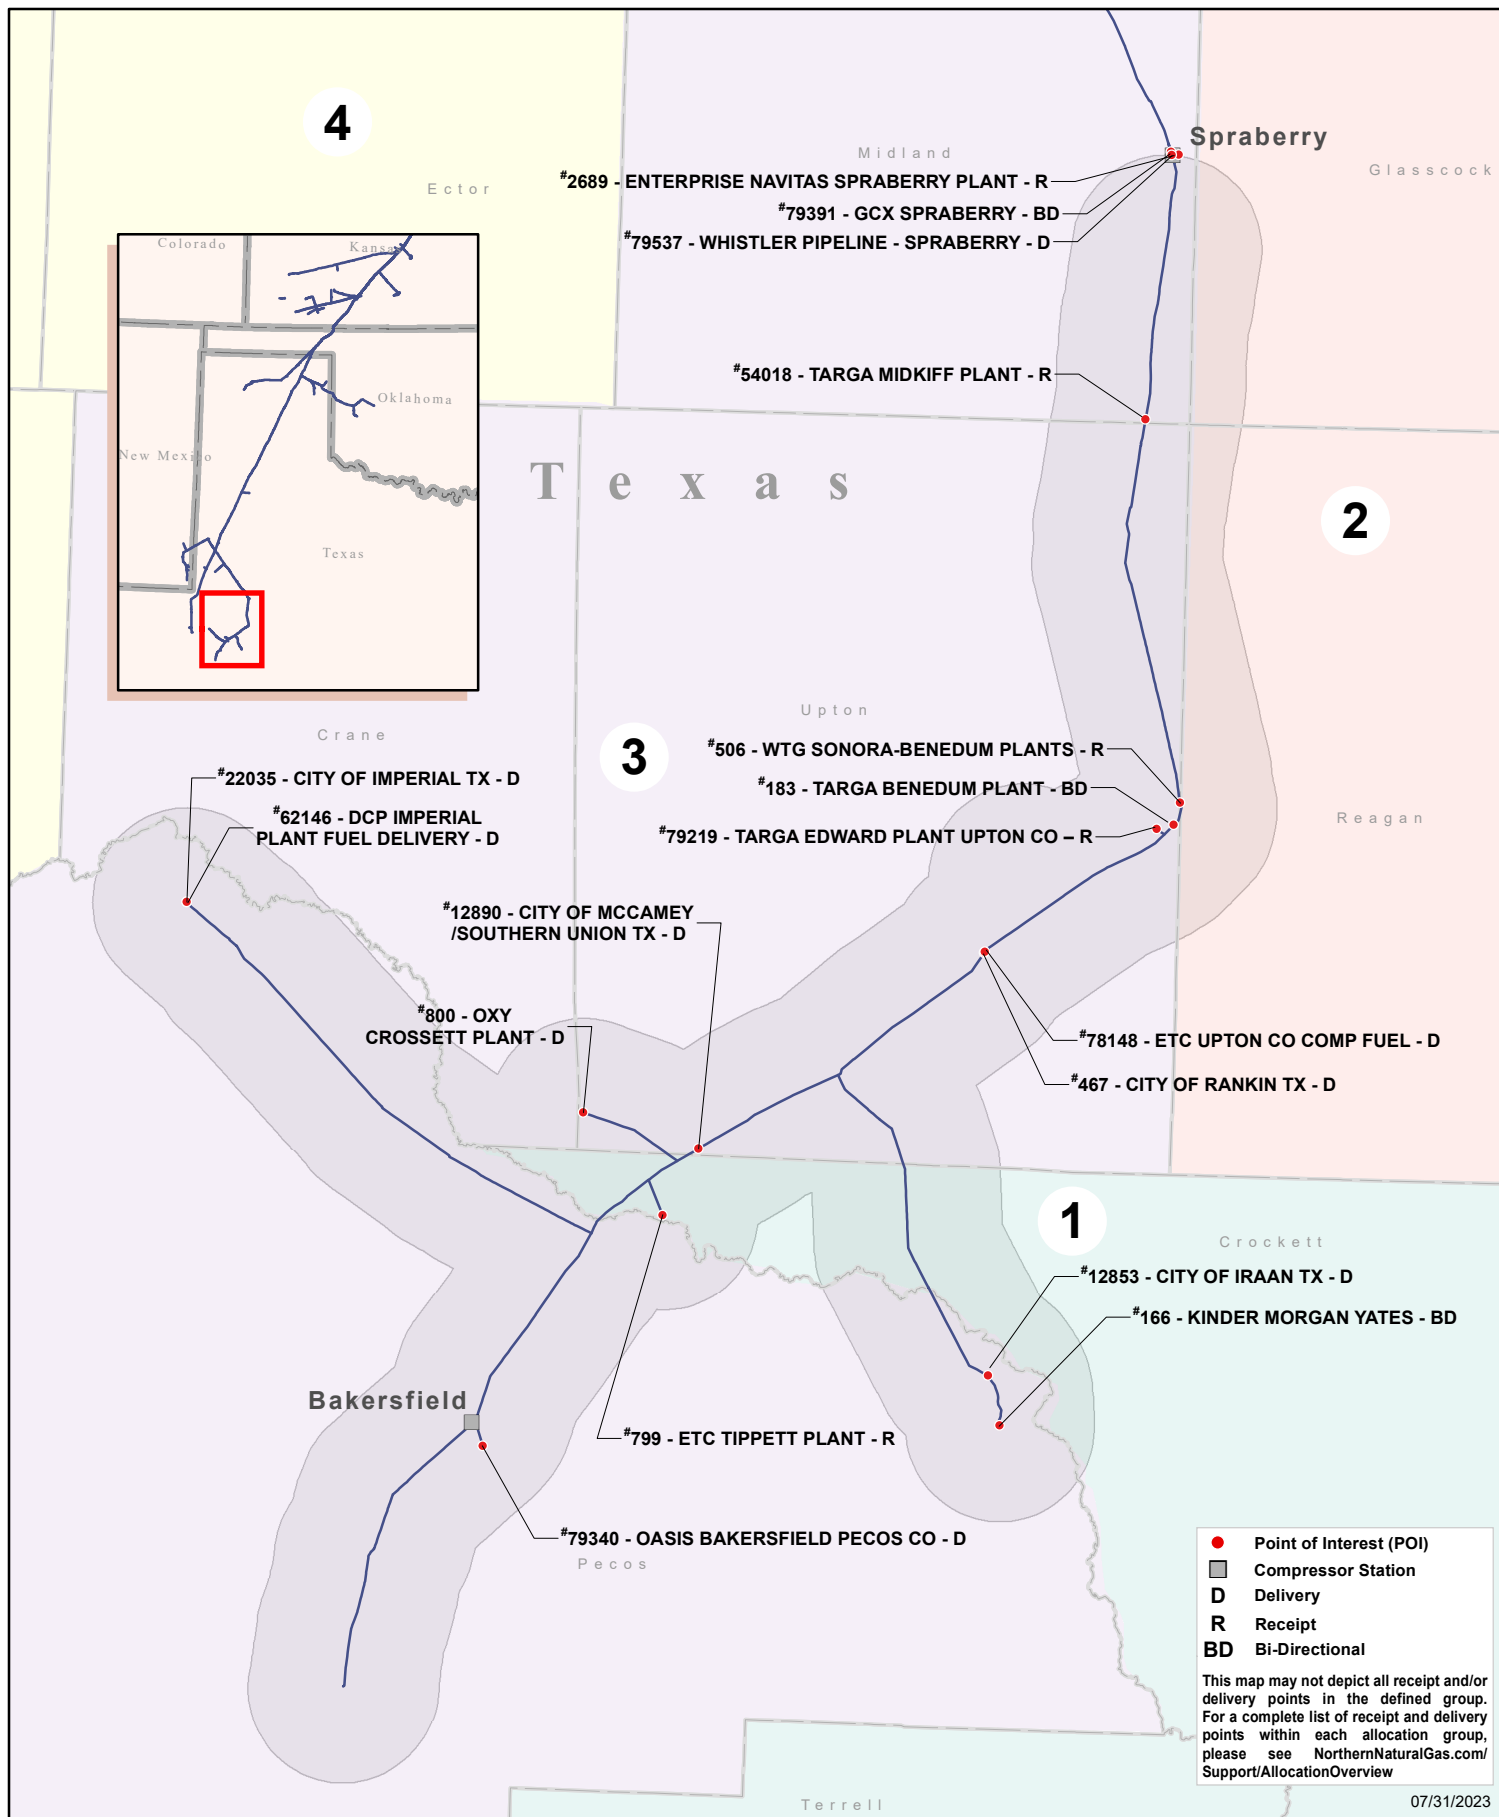 4
Spraberry
Midland
Glasscock
#2689 - ENTERPRISE NAVITAS SPRABERRY PLANT - R
Ector
#79391 - GCX SPRABERRY - BD
#79537 - WHISTLER PIPELINE - SPRABERRY - D
Colorado
Kansas
Oklahoma
New Mexico
Texas
#54018 - TARGA MIDKIFF PLANT - R
Texas
2
Upton
Crane
3
#506 - WTG SONORA-BENEDUM PLANTS - R
#22035 - CITY OF IMPERIAL TX - D
#183 - TARGA BENEDUM PLANT - BD
#62146 - DCP IMPERIAL
PLANT FUEL DELIVERY - D
#79219 - TARGA EDWARD PLANT UPTON CO – R
Reagan
#12890 - CITY OF MCCAMEY
/SOUTHERN UNION TX - D
#800 - OXY
CROSSETT PLANT - D
#78148 - ETC UPTON CO COMP FUEL - D
#467 - CITY OF RANKIN TX - D
1
Crockett
#12853 - CITY OF IRAAN TX - D
#166 - KINDER MORGAN YATES - BD
Bakersfield
#799 - ETC TIPPETT PLANT - R
#79340 - OASIS BAKERSFIELD PECOS CO - D
Pecos
Point of Interest (POI)
Compressor Station
D Delivery
R Receipt
BD Bi-Directional
This map may not depict all receipt and/or
delivery points in the defined group.
For a complete list of receipt and delivery
points within each allocation group,
please see NorthernNaturalGas.com/
Support/AllocationOverview
Terrell
07/31/2023